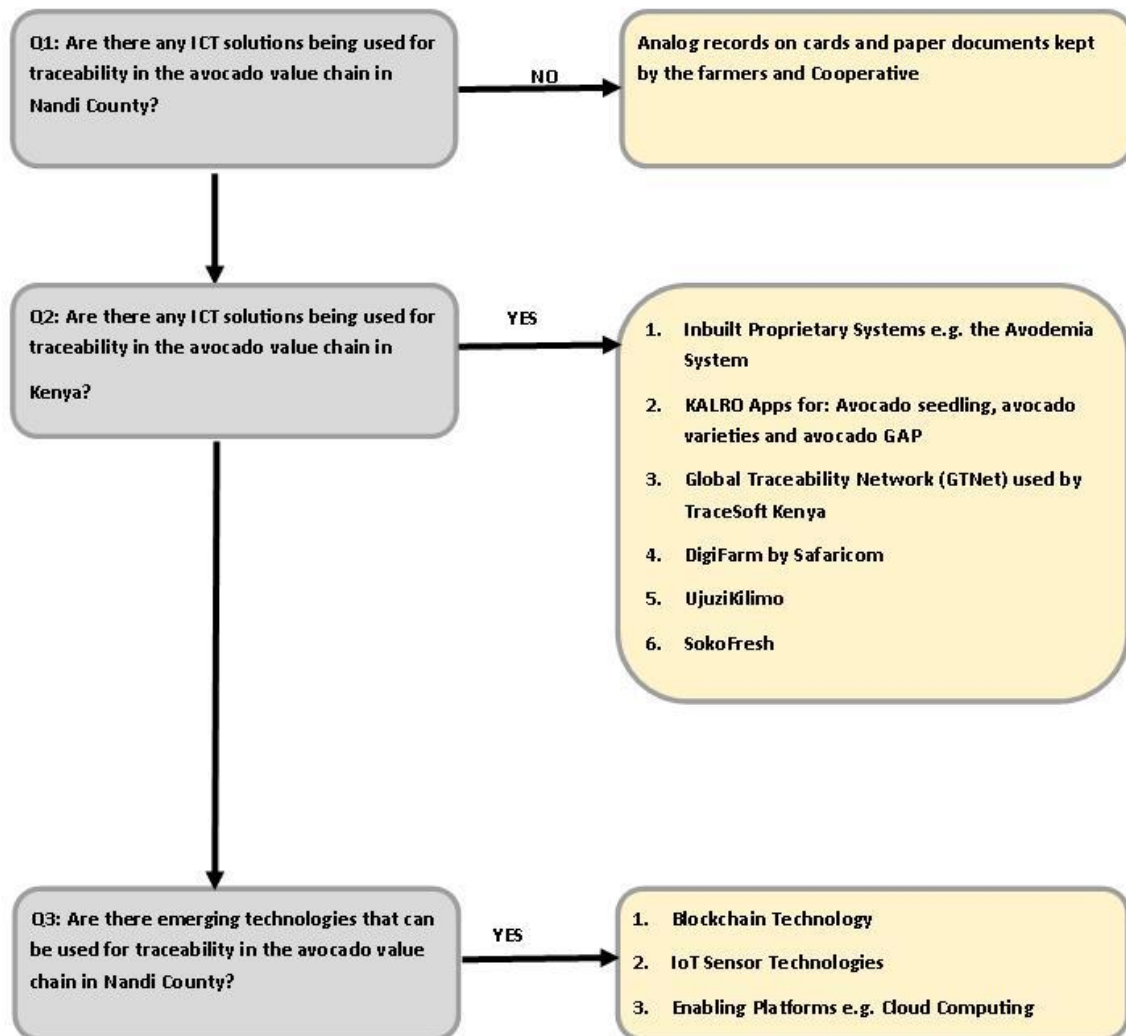 Q1: Are there any ICT solutions being used for
traceability in the avocado value chain in
Nandi County?
NO
Analog records on cards and paper documents kept
by the farmers and Cooperative
Q2: Are there any ICT solutions being used for
traceability in the avocado value chain in
Kenya?
YES
1. Inbuilt Proprietary Systems e.g. the Avodemia
System
2. KALRO Apps for: Avocado seedling, avocado
varieties and avocado GAP
3. Global Traceability Network (GTNet) used by
TraceSoft Kenya
4. DigiFarm by Safaricom
5. UjuziKilimo
6. SokoFresh
Q3: Are there emerging technologies that can
be used for traceability in the avocado value
chain in Nandi County?
YES
1. Blockchain Technology
2. IoT Sensor Technologies
3. Enabling Platforms e.g. Cloud Computing